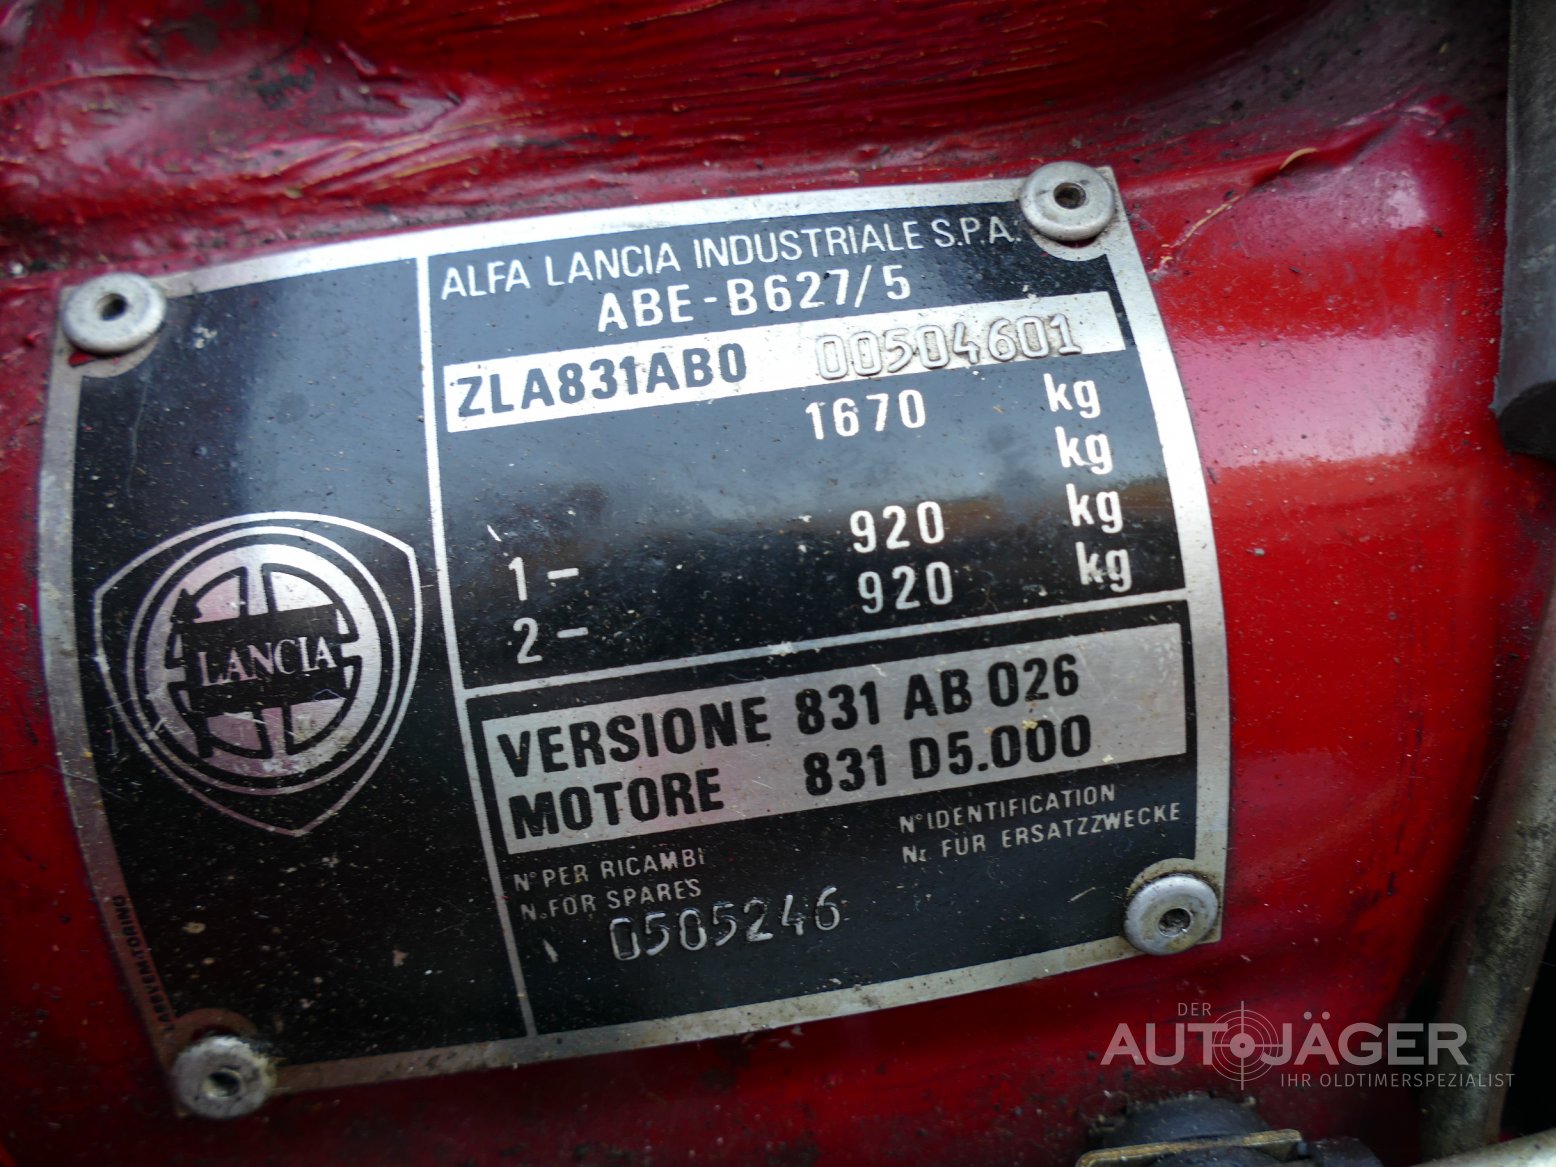 ALFA LANCIA INDUSTRIALE S.P.A.
ABE - B627/5
ZLA831AB0 00504601
1670 kg
kg
1 - 920 kg
2 - 920 kg
LANCIA
VERSIONE 831 AB 026
MOTORE 831 D5.000
N° PER RICAMBI
N. FOR SPARES
N° IDENTIFICATION
Nr. FÜR ERSATZZWECKE
0505246
DER
AUTOJÄGER
IHR OLDTIMERSPEZIALIST